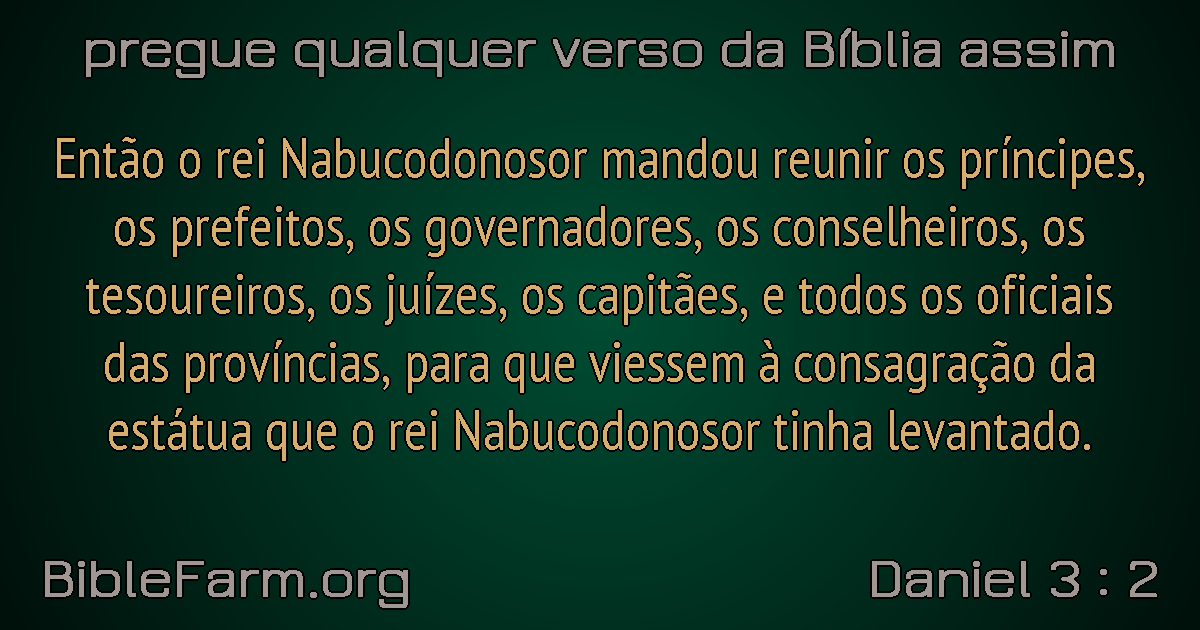 pregue qualquer verso da Bíblia assim
Então o rei Nabucodonosor mandou reunir os príncipes,
os prefeitos, os governadores, os conselheiros, os
tesoureiros, os juízes, os capitães, e todos os oficiais
das províncias, para que viessem à consagração da
estátua que o rei Nabucodonosor tinha levantado.
BibleFarm.org
Daniel 3 : 2